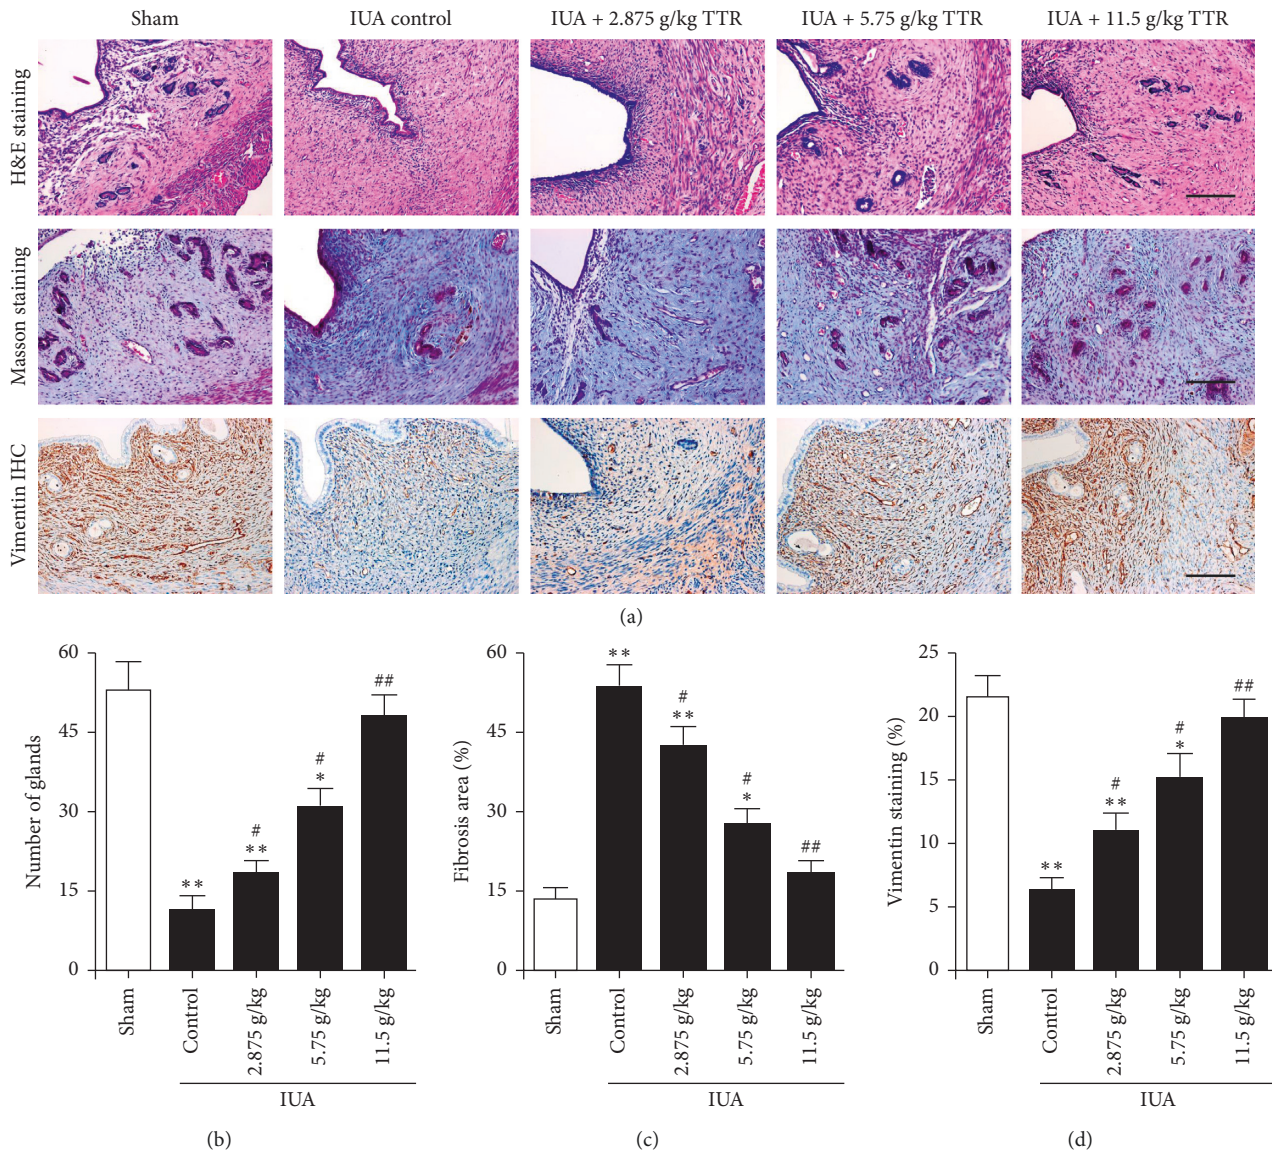 Sham
IUA control
IUA + 2.875 g/kg TTR
IUA + 5.75 g/kg TTR
IUA + 11.5 g/kg TTR
H&E staining
Masson staining
Vimentin IHC
(a)
Number of glands
60
45
30
15
0
**
**
#
*
#
##
Sham
Control
2.875 g/kg
5.75 g/kg
11.5 g/kg
IUA
(b)
Fibrosis area (%)
60
45
30
15
0
**
#
**
#
*
##
Sham
Control
2.875 g/kg
5.75 g/kg
11.5 g/kg
IUA
(c)
Vimentin staining (%)
25
20
15
10
5
0
**
#
**
#
*
##
Sham
Control
2.875 g/kg
5.75 g/kg
11.5 g/kg
IUA
(d)